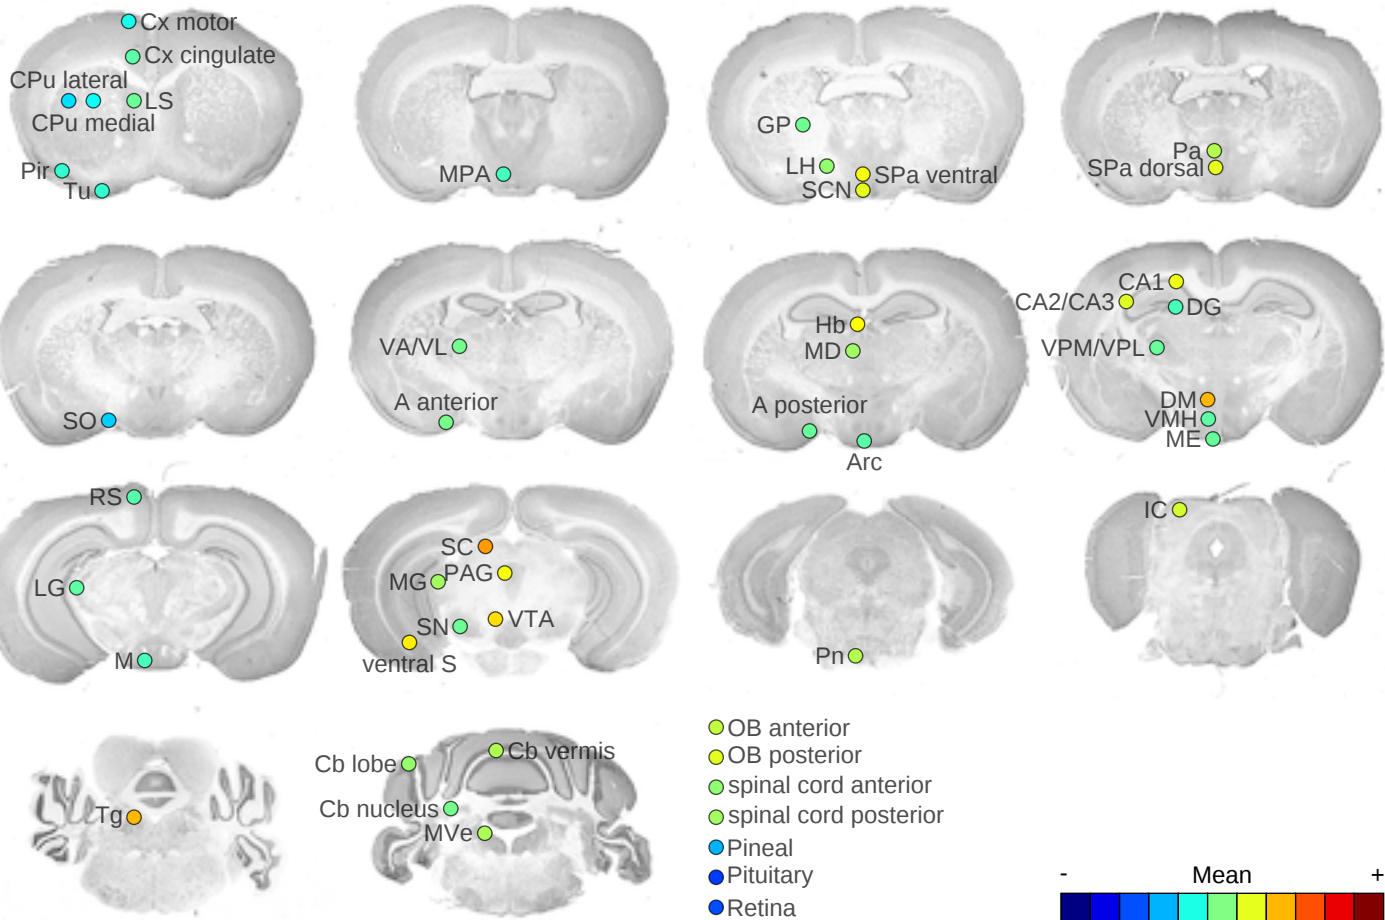 Cx motor
Cx cingulate
CPu lateral
LS
CPu medial
Pir
Tu
MPA
GP
LH
SPa ventral
SCN
Pa
SPa dorsal
SO
VA/VL
A anterior
Hb
MD
A posterior
Arc
CA1
CA2/CA3
DG
VPM/VPL
DM
VMH
ME
RS
LG
M
SC
PAG
MG
VTA
SN
ventral S
Pn
IC
Tg
Cb vermis
Cb lobe
Cb nucleus
MVe
OB anterior
OB posterior
spinal cord anterior
spinal cord posterior
Pineal
Pituitary
Retina
- Mean +